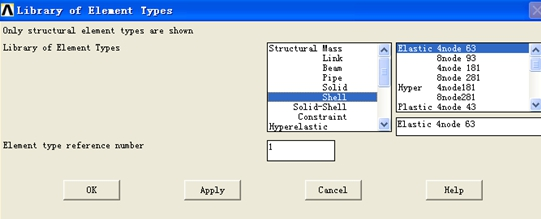 Library of Element Types
Only structural element types are shown
Library of Element Types
Structural Mass
Link
Beam
Pipe
Solid
Shell
Solid-Shell
Constraint
Hyperelastic
Elastic 4node 63
8node 93
4node 181
8node 281
Hyper 4node181
8node281
Plastic 4node 43
Elastic 4node 63
Element type reference number
1
OK Apply Cancel Help